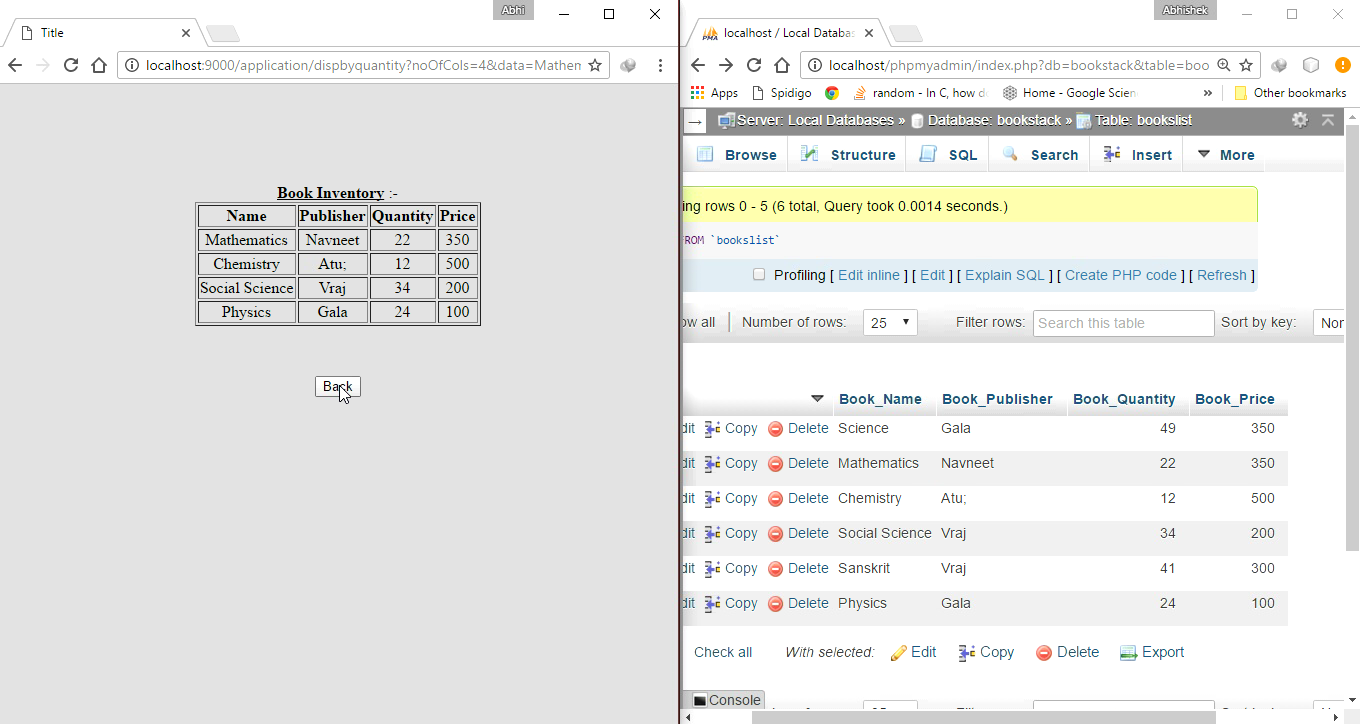 Abhi
Title
localhost:9000/application/dispbyquantity?noOfCols=4&data=Mathem
Book Inventory :-
Name Publisher Quantity Price
Mathematics Navneet 22 350
Chemistry Atu; 12 500
Social Science Vraj 34 200
Physics Gala 24 100
Back
Abhishek
PMA localhost / Local Databa
localhost/phpmyadmin/index.php?db=bookstack&table=boo
Apps Spidigo random - In C, how d Home - Google Scien » Other bookmarks
Server: Local Databases » Database: bookstack » Table: bookslist
Browse Structure SQL Search Insert More
ing rows 0 - 5 (6 total, Query took 0.0014 seconds.)
FROM `bookslist`
Profiling [ Edit inline ] [ Edit ] [ Explain SQL ] [ Create PHP code ] [ Refresh ]
ow all Number of rows: 25 Filter rows: Search this table Sort by key: Nor
Book_Name Book_Publisher Book_Quantity Book_Price
dit Copy Delete Science Gala 49 350
dit Copy Delete Mathematics Navneet 22 350
dit Copy Delete Chemistry Atu; 12 500
dit Copy Delete Social Science Vraj 34 200
dit Copy Delete Sanskrit Vraj 41 300
dit Copy Delete Physics Gala 24 100
Check all With selected: Edit Copy Delete Export
Console